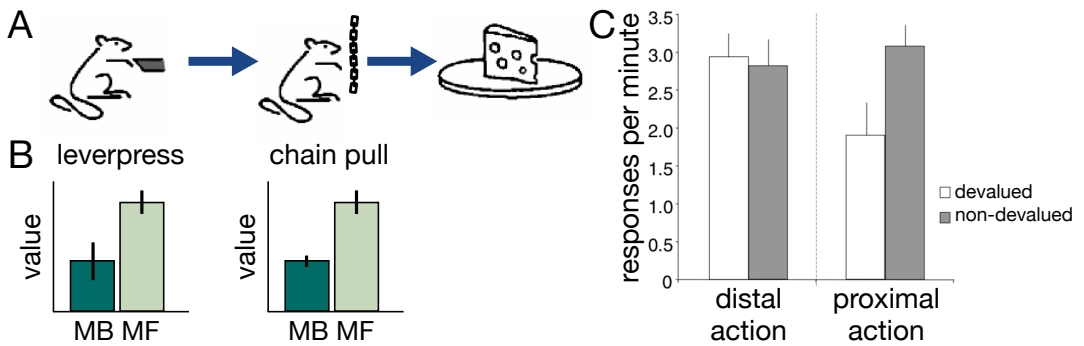 A
B
leverpress
chain pull
value
MB MF
value
MB MF
C
responses per minute
3.5
3.0
2.5
2.0
1.5
1.0
0.5
0
distal
action
proximal
action
devalued
non-devalued